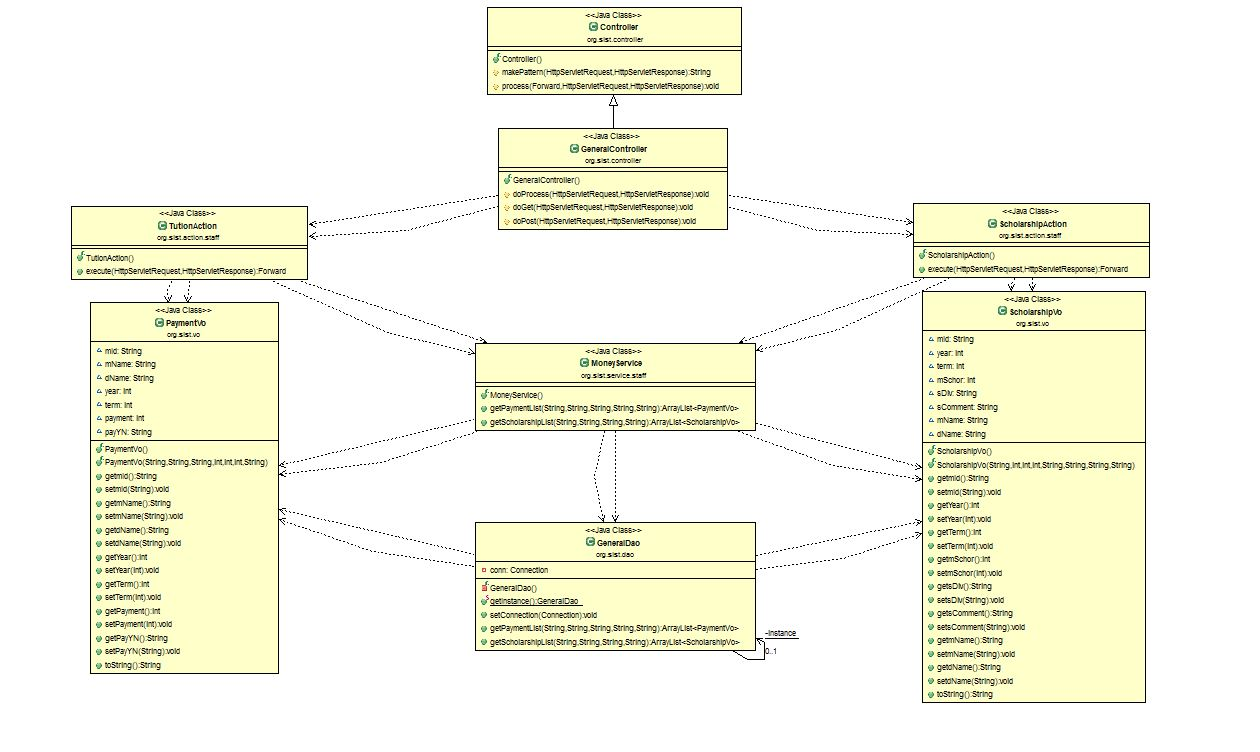 <<Java Class>>
Controller
org.sist.controller
Controller()
makePattern(HttpServletRequest,HttpServletResponse):String
process(Forward,HttpServletRequest,HttpServletResponse):void
<<Java Class>>
GeneralController
org.sist.controller
GeneralController()
doProcess(HttpServletRequest,HttpServletResponse):void
doGet(HttpServletRequest,HttpServletResponse):void
doPost(HttpServletRequest,HttpServletResponse):void
<<Java Class>>
TutionAction
org.sist.action.staff
TutionAction()
execute(HttpServletRequest,HttpServletResponse):Forward
<<Java Class>>
ScholarshipAction
org.sist.action.staff
ScholarshipAction()
execute(HttpServletRequest,HttpServletResponse):Forward
<<Java Class>>
PaymentVo
org.sist.vo
mid: String
mName: String
dName: String
year: int
term: int
payment: int
payYN: String
PaymentVo()
PaymentVo(String,String,String,int,int,int,String)
getmid():String
setmid(String):void
getmName():String
setmName(String):void
getdName():String
setdName(String):void
getYear():int
setYear(int):void
getTerm():int
setTerm(int):void
getPayment():int
setPayment(int):void
getPayYN():String
setPayYN(String):void
toString():String
<<Java Class>>
MoneyService
org.sist.service.staff
MoneyService()
getPaymentList(String,String,String,String,String):ArrayList<PaymentVo>
getScholarshipList(String,String,String,String):ArrayList<ScholarshipVo>
<<Java Class>>
GeneralDao
org.sist.dao
conn: Connection
GeneralDao()
getInstance():GeneralDao
setConnection(Connection):void
getPaymentList(String,String,String,String,String):ArrayList<PaymentVo>
getScholarshipList(String,String,String,String):ArrayList<ScholarshipVo>
-instance
0..1
<<Java Class>>
ScholarshipVo
org.sist.vo
mid: String
year: int
term: int
mSchor: int
sDiv: String
sComment: String
mName: String
dName: String
ScholarshipVo()
ScholarshipVo(String,int,int,int,String,String,String,String)
getmid():String
setmid(String):void
getYear():int
setYear(int):void
getTerm():int
setTerm(int):void
getmSchor():int
setmSchor(int):void
getsDiv():String
setsDiv(String):void
getsComment():String
setsComment(String):void
getmName():String
setmName(String):void
getdName():String
setdName(String):void
toString():String